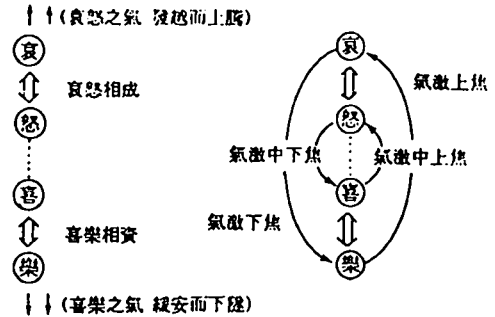 (哀怒之氣 發越而上騰)
哀
哀怒相成
怒
喜
喜樂相資
樂
(喜樂之氣 緩安而下墜)
哀
氣激上焦
怒
氣激中下焦
氣激中上焦
喜
氣激下焦
樂